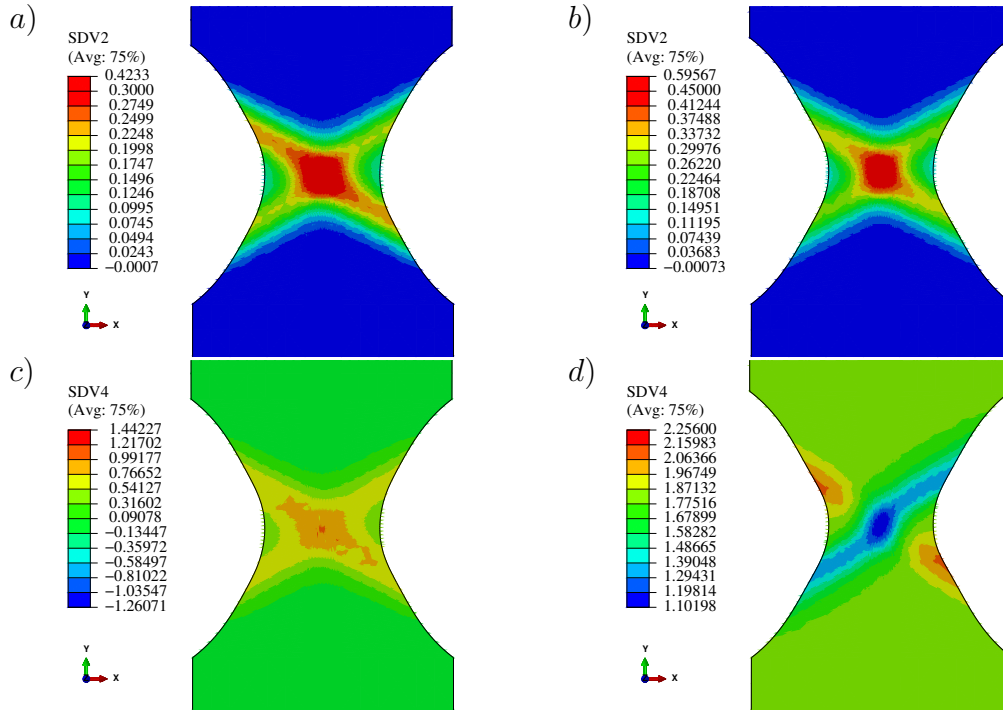 a)
SDV2
(Avg: 75%)
0.4233
0.3000
0.2749
0.2499
0.2248
0.1998
0.1747
0.1496
0.1246
0.0995
0.0745
0.0494
0.0243
−0.0007
Y
X
b)
SDV2
(Avg: 75%)
0.59567
0.45000
0.41244
0.37488
0.33732
0.29976
0.26220
0.22464
0.18708
0.14951
0.11195
0.07439
0.03683
−0.00073
Y
X
c)
SDV4
(Avg: 75%)
1.44227
1.21702
0.99177
0.76652
0.54127
0.31602
0.09078
−0.13447
−0.35972
−0.58497
−0.81022
−1.03547
−1.26071
Y
X
d)
SDV4
(Avg: 75%)
2.25600
2.15983
2.06366
1.96749
1.87132
1.77516
1.67899
1.58282
1.48665
1.39048
1.29431
1.19814
1.10198
Y
X